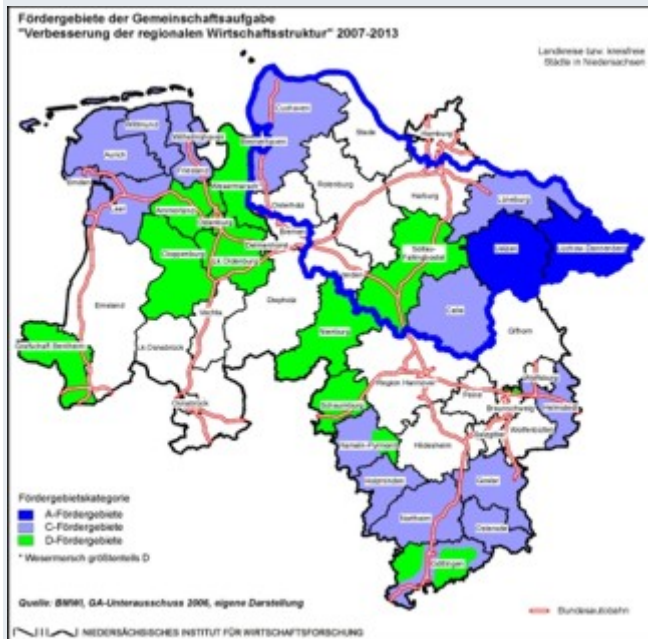 Fördergebiete der Gemeinschaftsaufgabe
"Verbesserung der regionalen Wirtschaftsstruktur" 2007-2013
Landkreise bzw. kreisfreie
Städte in Niedersachsen
Cuxhaven
Stade
Hamburg
Wittmund
Wilhelmshaven
Bremerhaven
Aurich
Friesland
Emden
Wesermarsch
Leer
Rotenburg
Harburg
Lüneburg
Osterholz
Ammerland
Oldenburg
Bremen
Delmenhorst
Soltau-
Fallingbostel
Uelzen
Lüchow-Dannenberg
Cloppenburg
Lk Oldenburg
Verden
Celle
Emsland
Vechta
Diepholz
Nienburg
Gifhorn
Grafschaft Bentheim
Lk Osnabrück
Osnabrück
Region Hannover
Wolfsburg
Peine
Braunschweig
Helmstedt
Schaumburg
Salzgitter
Wolfenbüttel
Hameln-Pyrmont
Hildesheim
Holzminden
Goslar
Northeim
Osterode
Göttingen
Fördergebietskategorie
A-Fördergebiete
C-Fördergebiete
D-Fördergebiete
* Wesermarsch größtenteils D
Quelle: BMWI, GA-Unterausschuss 2006, eigene Darstellung
Bundesautobahn
NIEDERSÄCHSISCHES INSTITUT FÜR WIRTSCHAFTSFORSCHUNG